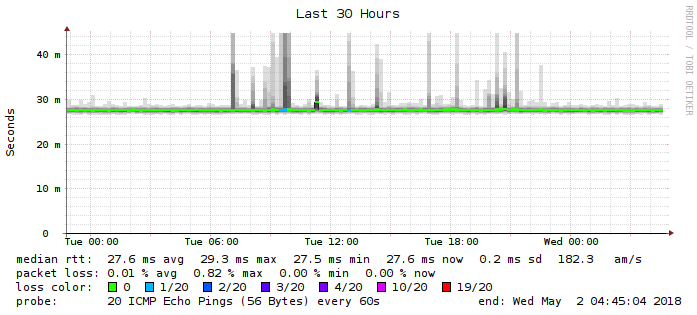 Last 30 Hours
RRDTOOL / TOBI OETIKER
Seconds
40 m
30 m
20 m
10 m
0
Tue 00:00 Tue 06:00 Tue 12:00 Tue 18:00 Wed 00:00
median rtt: 27.6 ms avg 29.3 ms max 27.5 ms min 27.6 ms now 0.2 ms sd 182.3 am/s
packet loss: 0.01 % avg 0.82 % max 0.00 % min 0.00 % now
loss color: 0 1/20 2/20 3/20 4/20 10/20 19/20
probe: 20 ICMP Echo Pings (56 Bytes) every 60s end: Wed May 2 04:45:04 2018